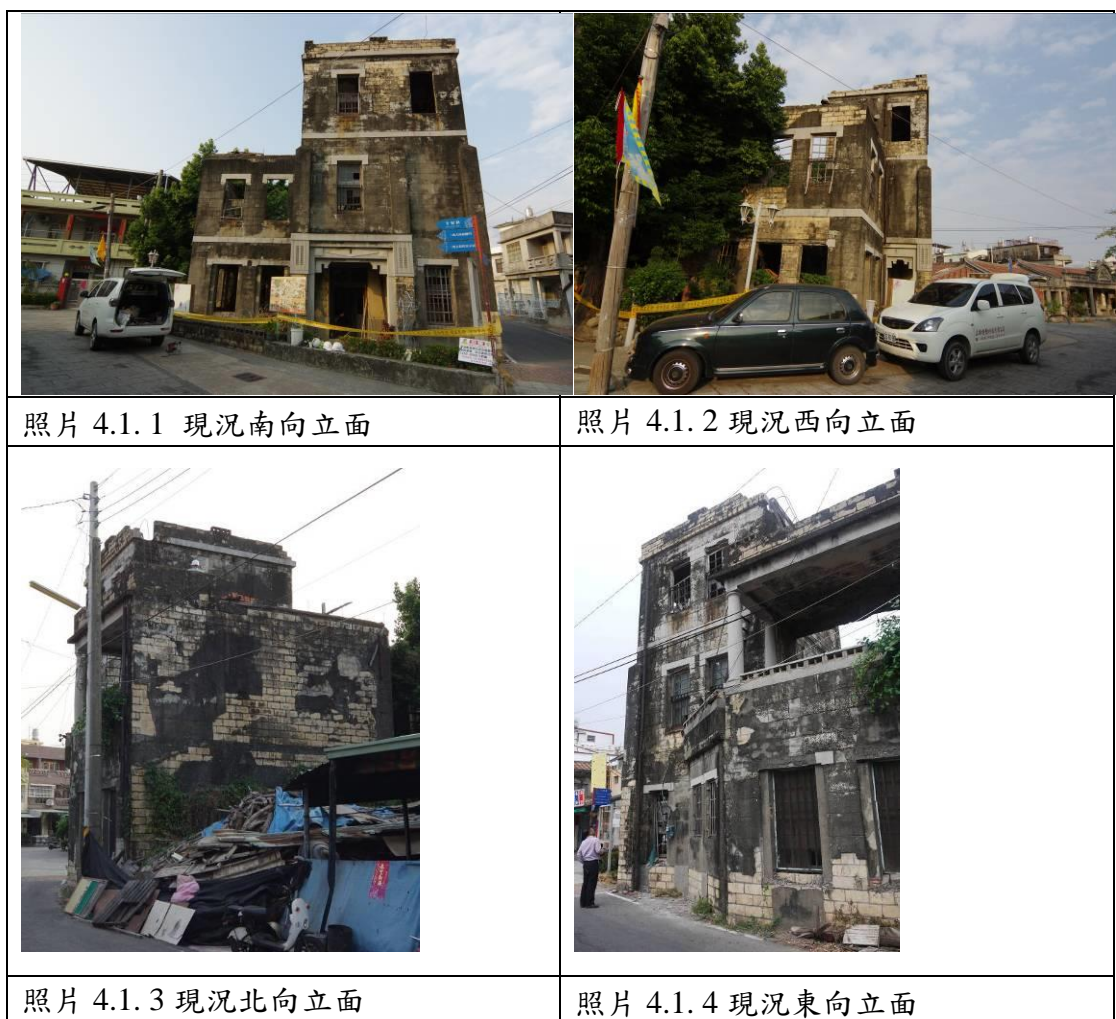 照片 4.1. 1 現況南向立面
照片 4.1. 2 現況西向立面
照片 4.1. 3 現況北向立面
照片 4.1. 4 現況東向立面